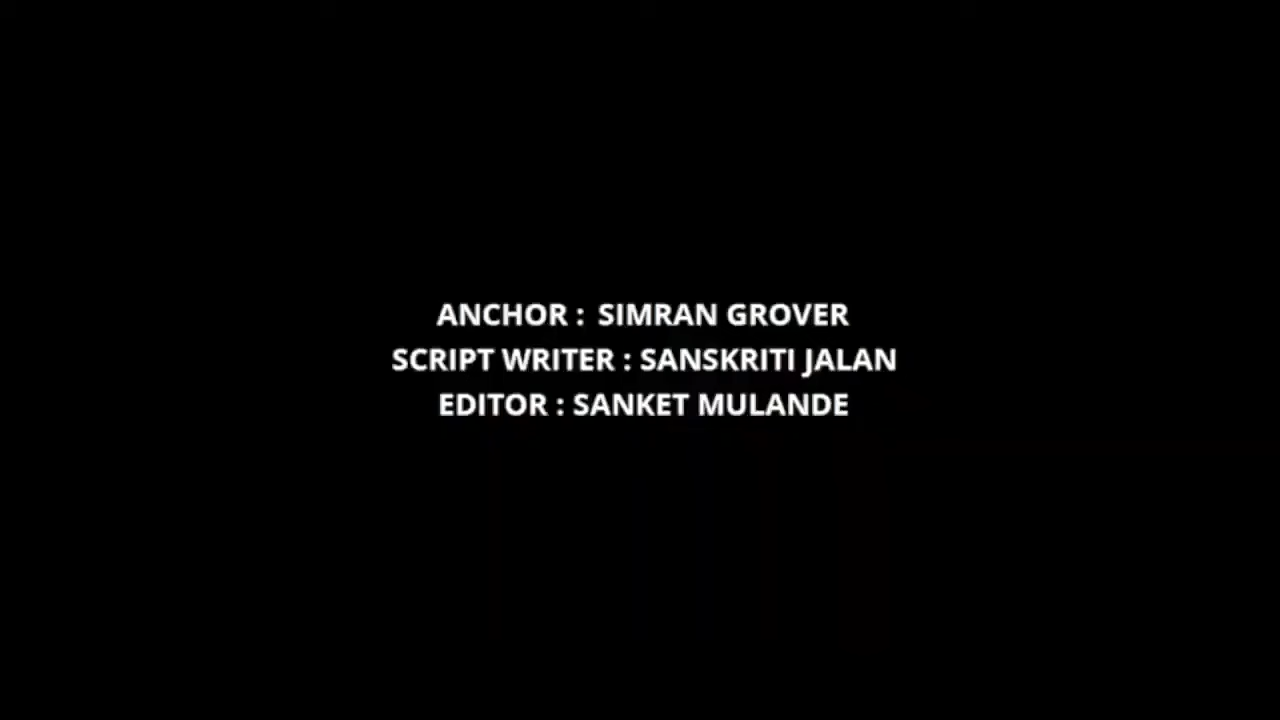 ANCHOR : SIMRAN GROVER
SCRIPT WRITER : SANSKRITI JALAN
EDITOR : SANKET MULANDE